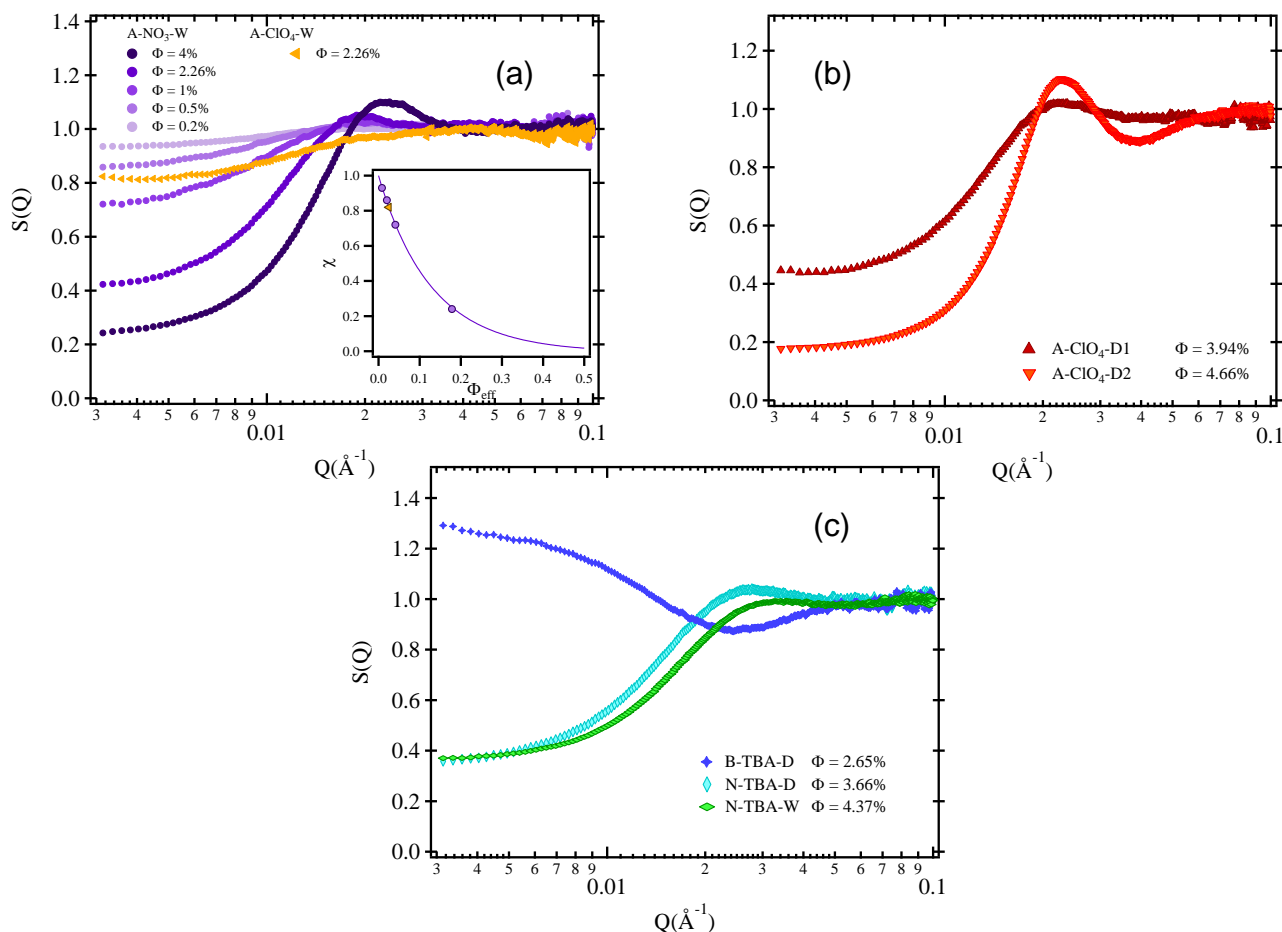 (a)
A-NO₃-W A-ClO₄-W
Φ = 4% Φ = 2.26%
Φ = 2.26%
Φ = 1%
Φ = 0.5%
Φ = 0.2%
S(Q)
1.4
1.2
1.0
0.8
0.6
0.4
0.2
0.0
3 4 5 6 7 8 9 0.01 2 3 4 5 6 7 8 9 0.1
Q(Å⁻¹)
χ
1.0
0.8
0.6
0.4
0.2
0.0
0.0 0.1 0.2 0.3 0.4 0.5
Φeff
(b)
S(Q)
1.2
1.0
0.8
0.6
0.4
0.2
0.0
A-ClO₄-D1 Φ = 3.94%
A-ClO₄-D2 Φ = 4.66%
3 4 5 6 7 8 9 0.01 2 3 4 5 6 7 8 9 0.1
Q(Å⁻¹)
(c)
S(Q)
1.4
1.2
1.0
0.8
0.6
0.4
0.2
0.0
B-TBA-D Φ = 2.65%
N-TBA-D Φ = 3.66%
N-TBA-W Φ = 4.37%
3 4 5 6 7 8 9 0.01 2 3 4 5 6 7 8 9 0.1
Q(Å⁻¹)